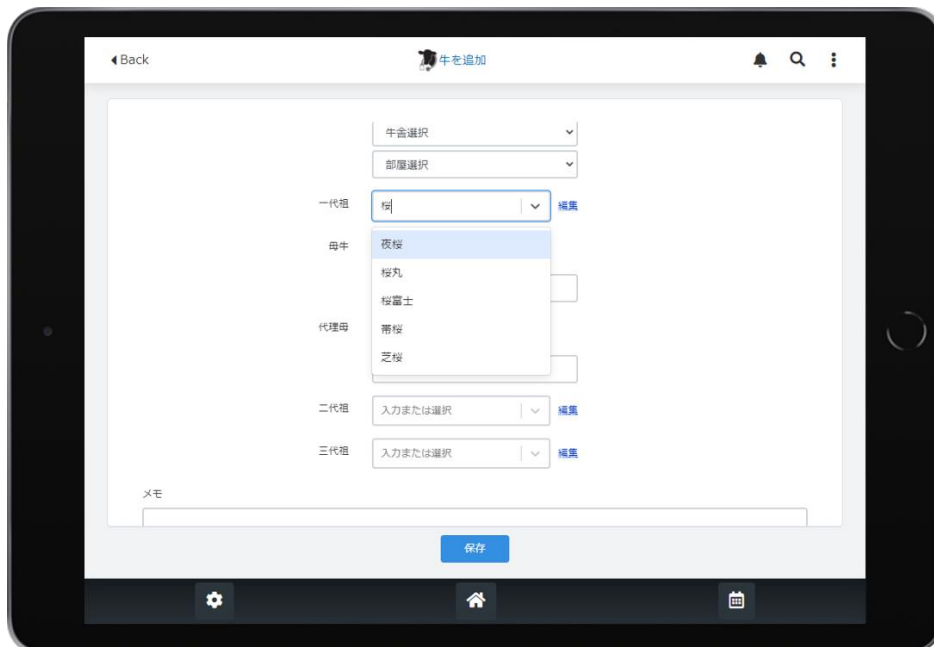 Back
牛を追加
牛舎選択
部屋選択
一代祖
桜
編集
夜桜
母牛
桜丸
桜富士
代理母
帯桜
芝桜
二代祖
入力または選択
編集
三代祖
入力または選択
編集
メモ
保存